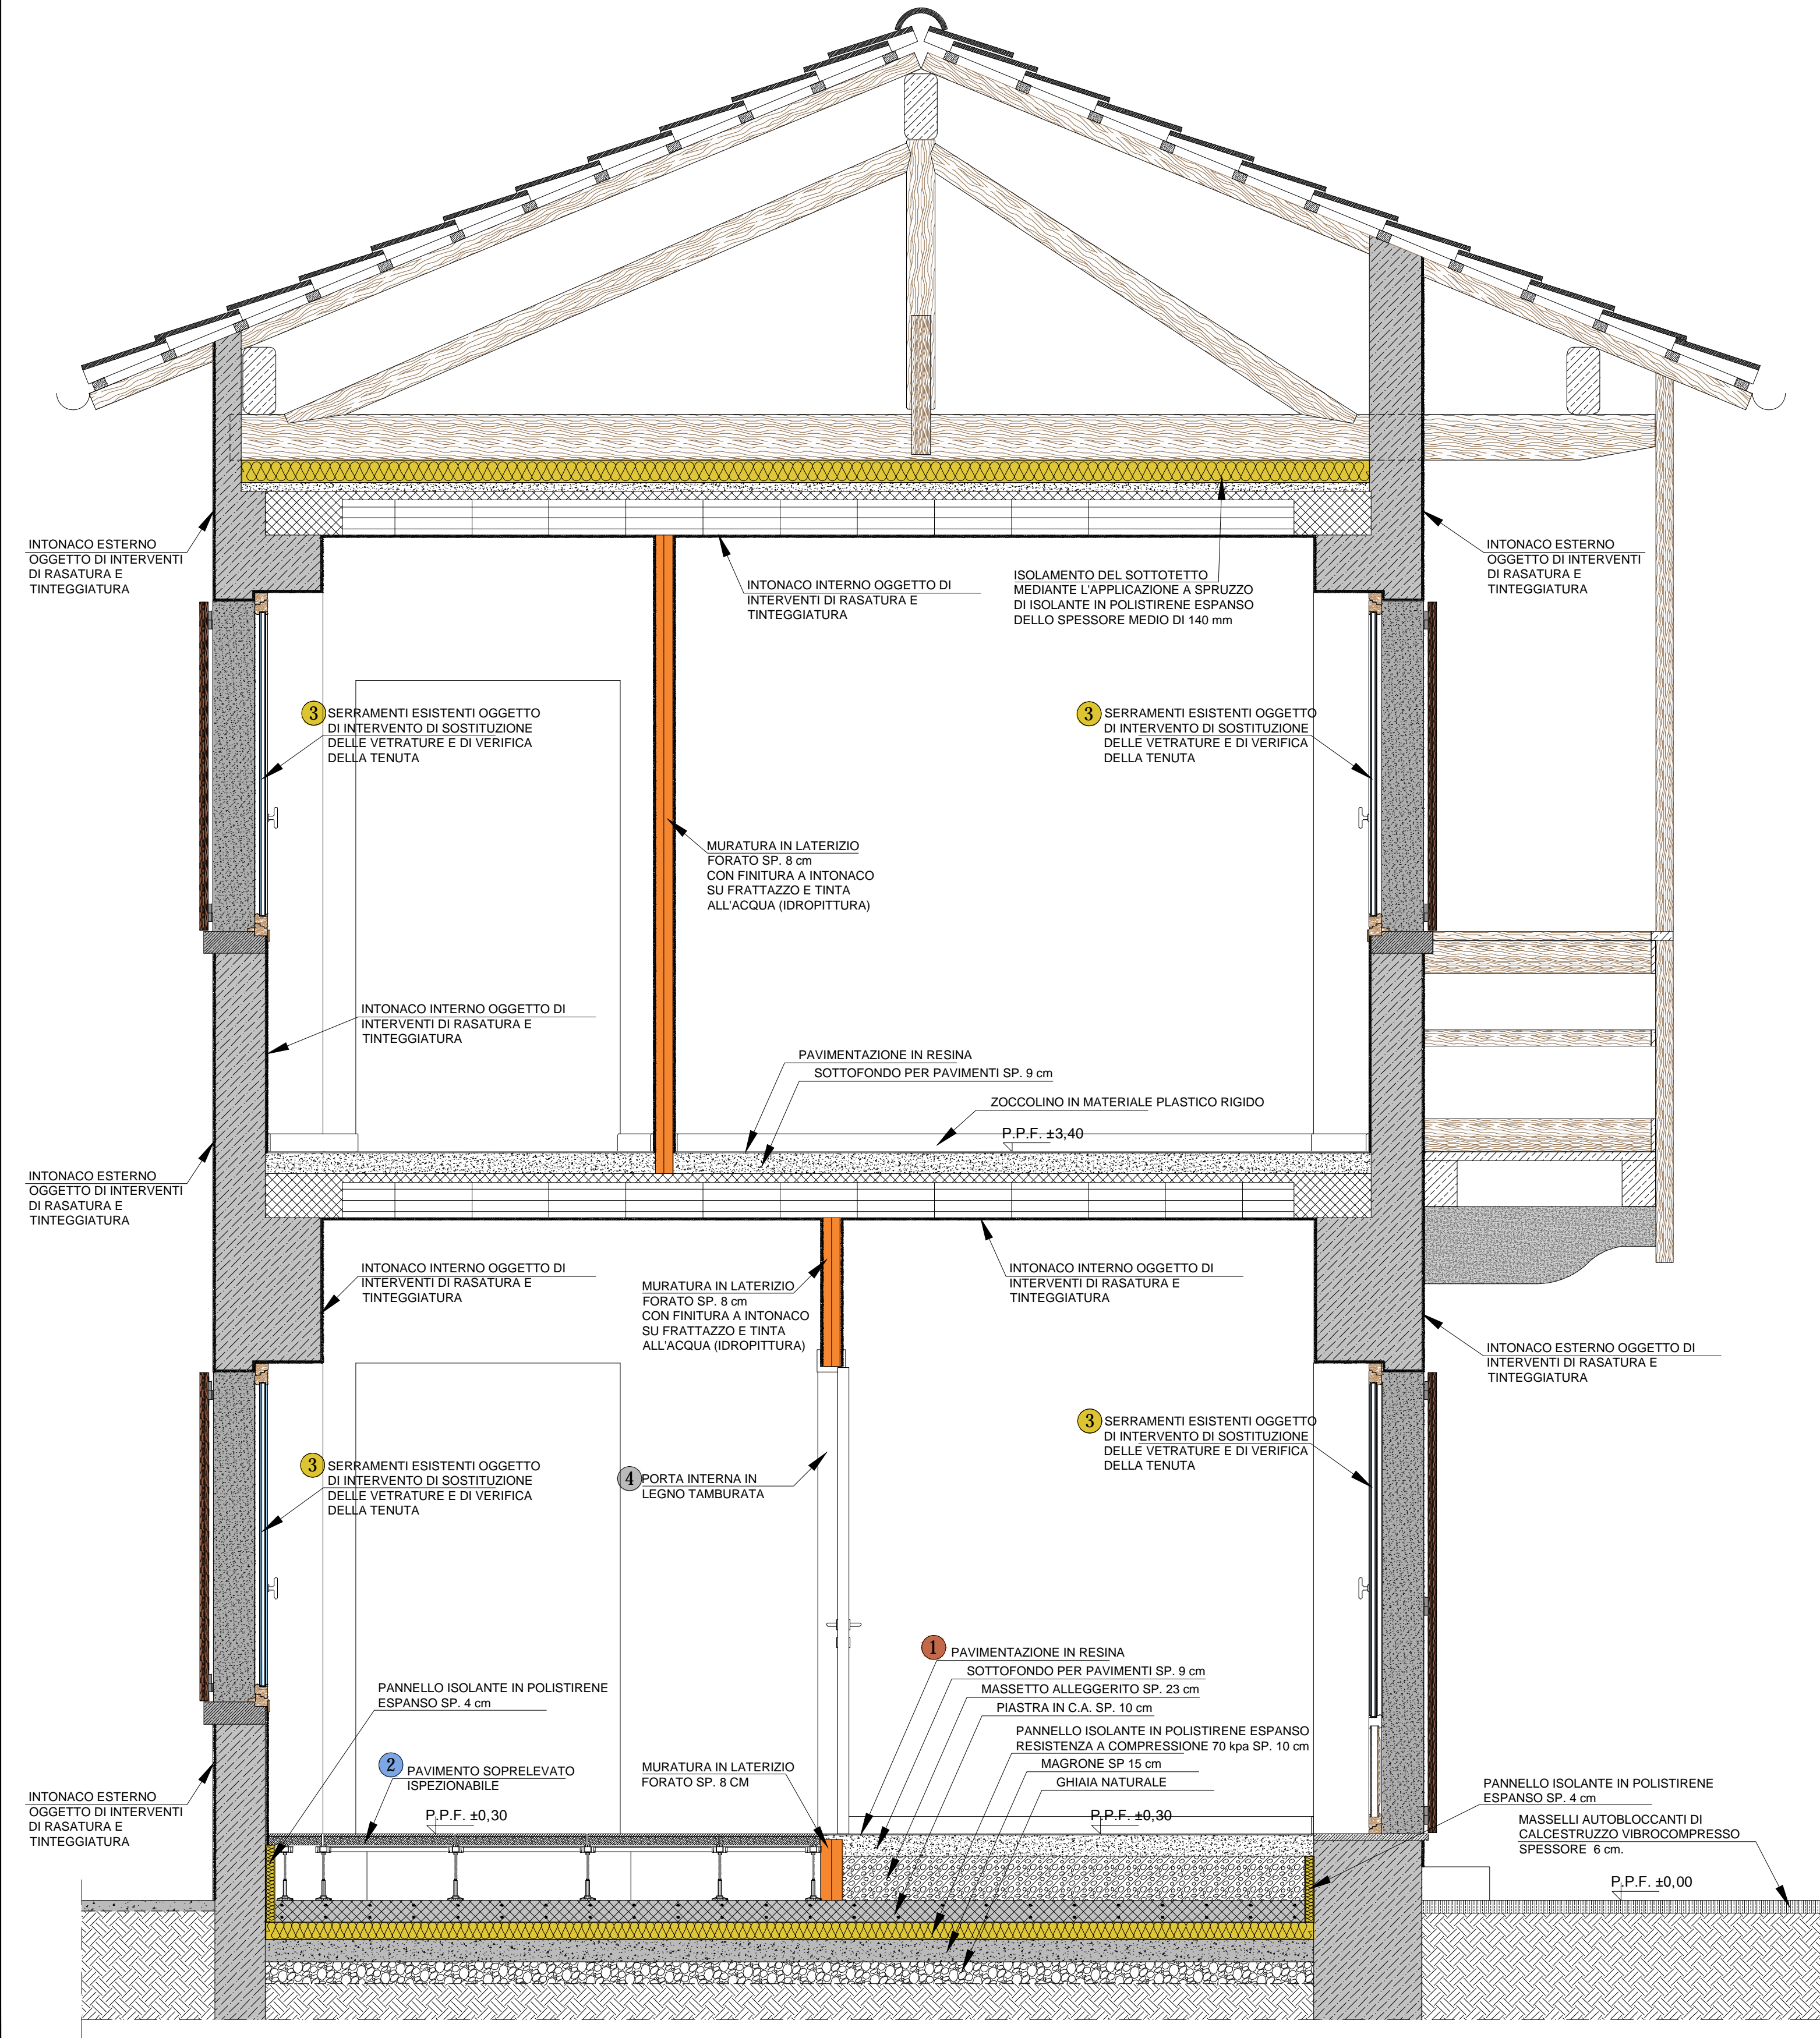 INTONACO ESTERNO
OGGETTO DI INTERVENTI
DI RASATURA E
TINTEGGIATURA
INTONACO INTERNO OGGETTO DI
INTERVENTI DI RASATURA E
TINTEGGIATURA
ISOLAMENTO DEL SOTTOTETTO
MEDIANTE L'APPLICAZIONE A SPRUZZO
DI ISOLANTE IN POLISTIRENE ESPANSO
DELLO SPESSORE MEDIO DI 140 mm
INTONACO ESTERNO
OGGETTO DI INTERVENTI
DI RASATURA E
TINTEGGIATURA
3 SERRAMENTI ESISTENTI OGGETTO
DI INTERVENTO DI SOSTITUZIONE
DELLE VETRATURE E DI VERIFICA
DELLA TENUTA
3 SERRAMENTI ESISTENTI OGGETTO
DI INTERVENTO DI SOSTITUZIONE
DELLE VETRATURE E DI VERIFICA
DELLA TENUTA
MURATURA IN LATERIZIO
FORATO SP. 8 cm
CON FINITURA A INTONACO
SU FRATTAZZO E TINTA
ALL'ACQUA (IDROPITTURA)
INTONACO INTERNO OGGETTO DI
INTERVENTI DI RASATURA E
TINTEGGIATURA
PAVIMENTAZIONE IN RESINA
SOTTOFONDO PER PAVIMENTI SP. 9 cm
ZOCCOLINO IN MATERIALE PLASTICO RIGIDO
P.P.F. ±3,40
INTONACO ESTERNO
OGGETTO DI INTERVENTI
DI RASATURA E
TINTEGGIATURA
INTONACO INTERNO OGGETTO DI
INTERVENTI DI RASATURA E
TINTEGGIATURA
MURATURA IN LATERIZIO
FORATO SP. 8 cm
CON FINITURA A INTONACO
SU FRATTAZZO E TINTA
ALL'ACQUA (IDROPITTURA)
INTONACO INTERNO OGGETTO DI
INTERVENTI DI RASATURA E
TINTEGGIATURA
INTONACO ESTERNO OGGETTO DI
INTERVENTI DI RASATURA E
TINTEGGIATURA
3 SERRAMENTI ESISTENTI OGGETTO
DI INTERVENTO DI SOSTITUZIONE
DELLE VETRATURE E DI VERIFICA
DELLA TENUTA
4 PORTA INTERNA IN
LEGNO TAMBURATA
3 SERRAMENTI ESISTENTI OGGETTO
DI INTERVENTO DI SOSTITUZIONE
DELLE VETRATURE E DI VERIFICA
DELLA TENUTA
1 PAVIMENTAZIONE IN RESINA
SOTTOFONDO PER PAVIMENTI SP. 9 cm
MASSETTO ALLEGGERITO SP. 23 cm
PIASTRA IN C.A. SP. 10 cm
PANNELLO ISOLANTE IN POLISTIRENE ESPANSO
RESISTENZA A COMPRESSIONE 70 kpa SP. 10 cm
MAGRONE SP 15 cm
GHIAIA NATURALE
PANNELLO ISOLANTE IN POLISTIRENE
ESPANSO SP. 4 cm
2 PAVIMENTO SOPRELEVATO
ISPEZIONABILE
MURATURA IN LATERIZIO
FORATO SP. 8 CM
P.P.F. ±0,30
P.P.F. ±0,30
INTONACO ESTERNO
OGGETTO DI INTERVENTI
DI RASATURA E
TINTEGGIATURA
PANNELLO ISOLANTE IN POLISTIRENE
ESPANSO SP. 4 cm
MASSELLI AUTOBLOCCANTI DI
CALCESTRUZZO VIBROCOMPRESSO
SPESSORE 6 cm.
P.P.F. ±0,00